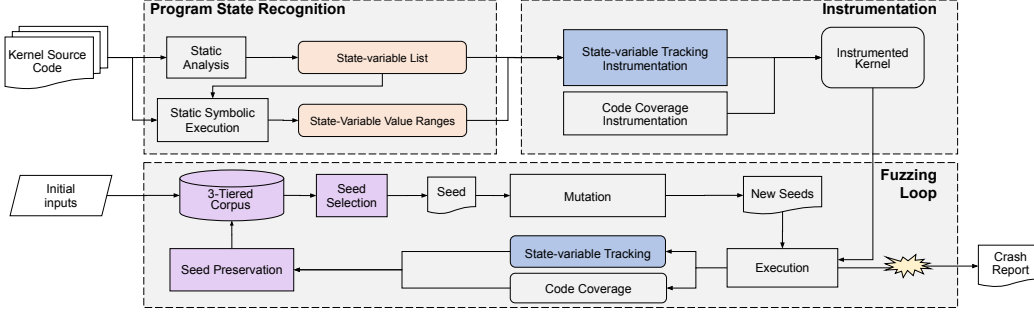 Program State Recognition
Instrumentation
Kernel Source
Code
Static
Analysis
State-variable List
Static Symbolic
Execution
State-Variable Value Ranges
State-variable Tracking
Instrumentation
Code Coverage
Instrumentation
Instrumented
Kernel
Fuzzing
Loop
Initial
inputs
3-Tiered
Corpus
Seed
Selection
Seed
Mutation
New Seeds
Seed Preservation
State-variable Tracking
Code Coverage
Execution
Crash
Report